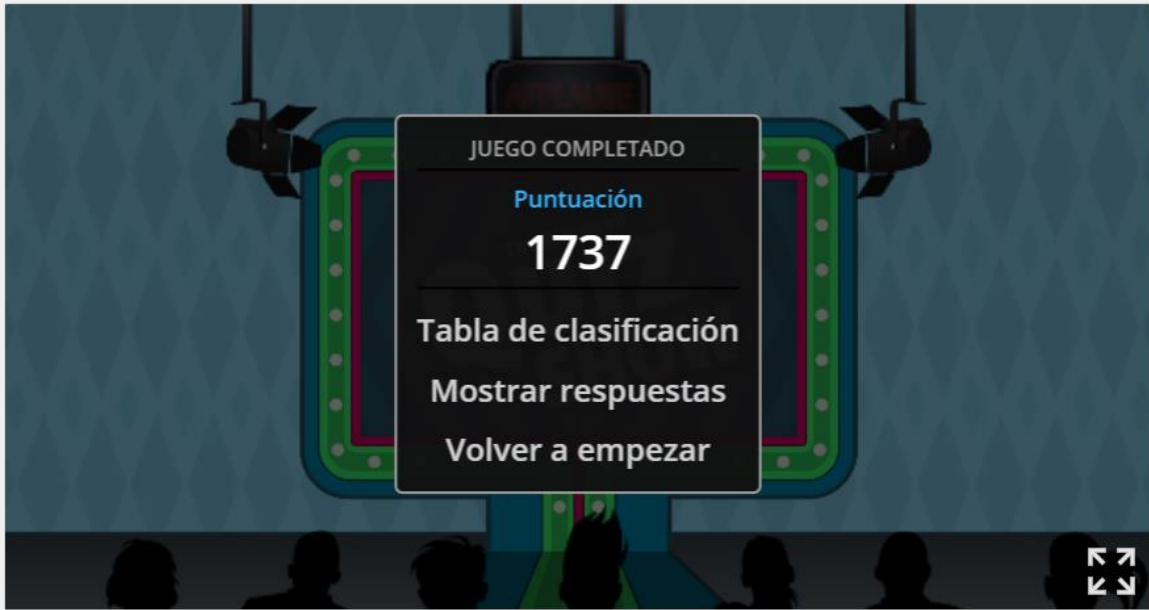 JUEGO COMPLETADO
Puntuación
1737
Tabla de clasificación
Mostrar respuestas
Volver a empezar